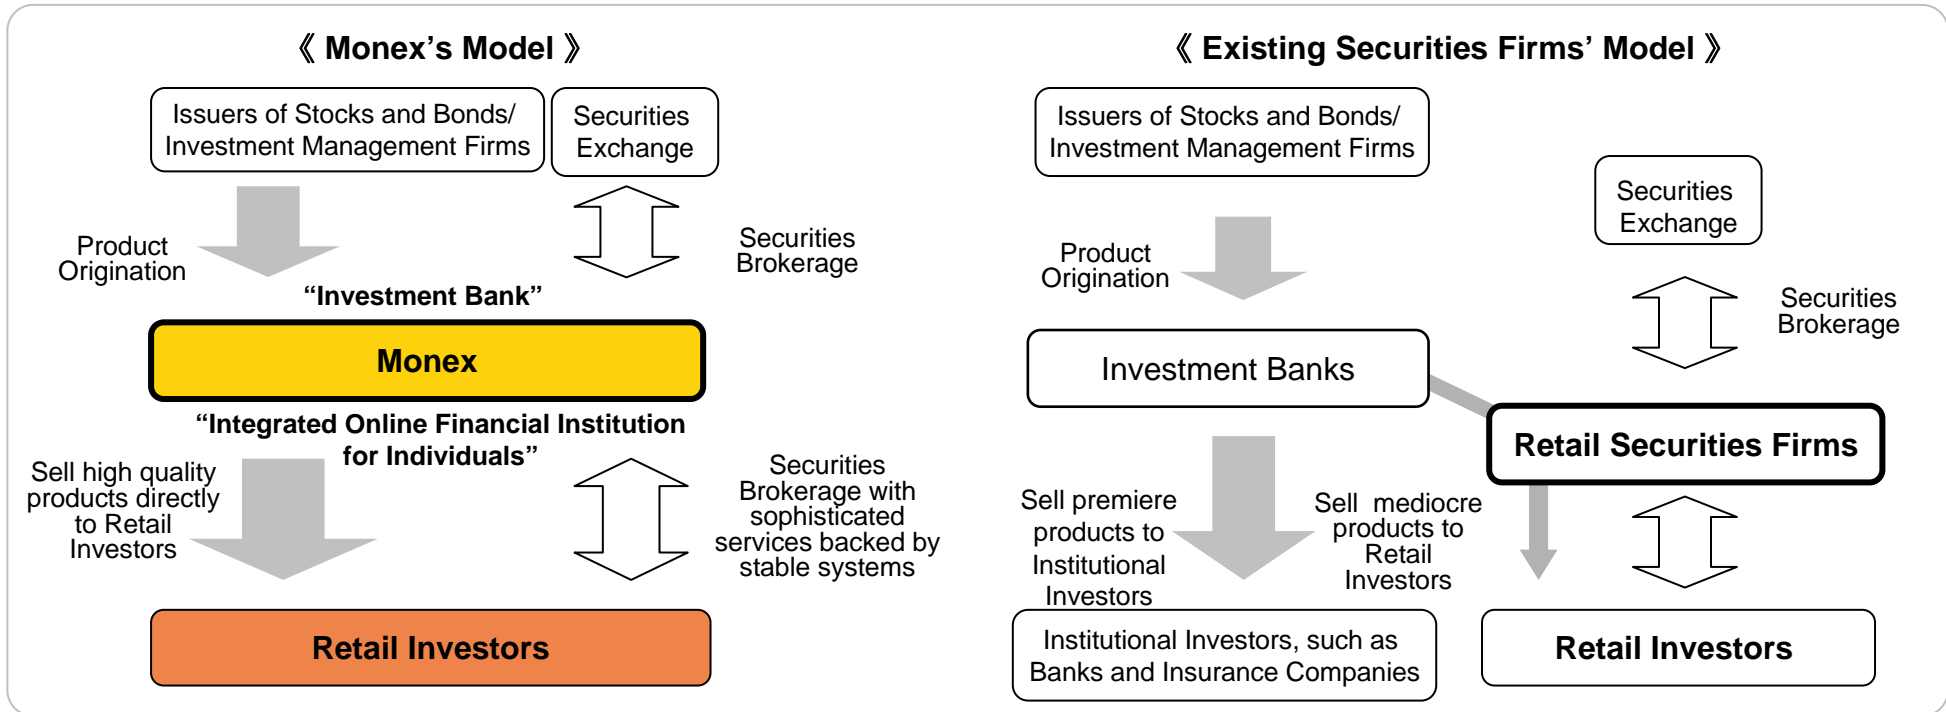 《 Monex’s Model 》
Issuers of Stocks and Bonds/
Investment Management Firms
Securities
Exchange
Product
Origination
Securities
Brokerage
“Investment Bank”
Monex
“Integrated Online Financial Institution
for Individuals”
Sell high quality
products directly
to Retail
Investors
Securities
Brokerage with
sophisticated
services backed by
stable systems
Retail Investors
《 Existing Securities Firms’ Model 》
Issuers of Stocks and Bonds/
Investment Management Firms
Securities
Exchange
Product
Origination
Securities
Brokerage
Investment Banks
Retail Securities Firms
Sell premiere
products to
Institutional
Investors
Sell mediocre
products to
Retail
Investors
Institutional Investors, such as
Banks and Insurance Companies
Retail Investors